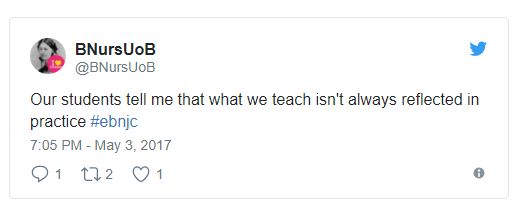 BNursUoB
@BNursUoB
Our students tell me that what we teach isn't always reflected in
practice #ebnjc
7:05 PM - May 3, 2017
1 2 1